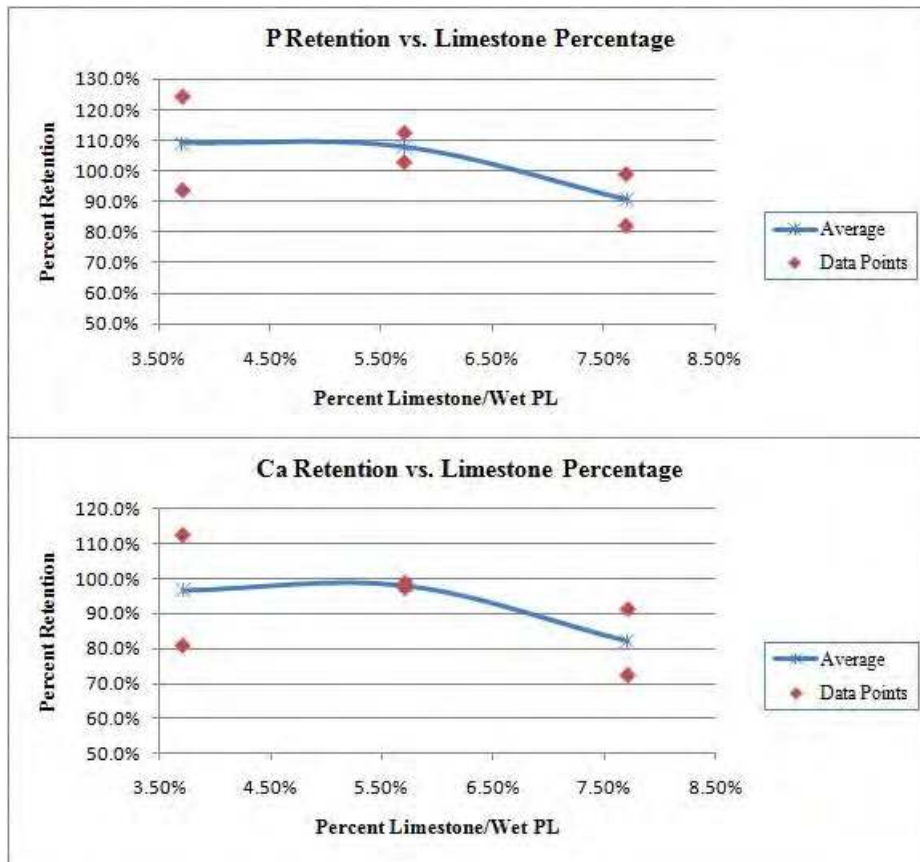 P Retention vs. Limestone Percentage
Percent Retention
130.0%
120.0%
110.0%
100.0%
90.0%
80.0%
70.0%
60.0%
50.0%
3.50% 4.50% 5.50% 6.50% 7.50% 8.50%
Percent Limestone/Wet PL
Average
Data Points
Ca Retention vs. Limestone Percentage
Percent Retention
120.0%
110.0%
100.0%
90.0%
80.0%
70.0%
60.0%
50.0%
3.50% 4.50% 5.50% 6.50% 7.50% 8.50%
Percent Limestone/Wet PL
Average
Data Points